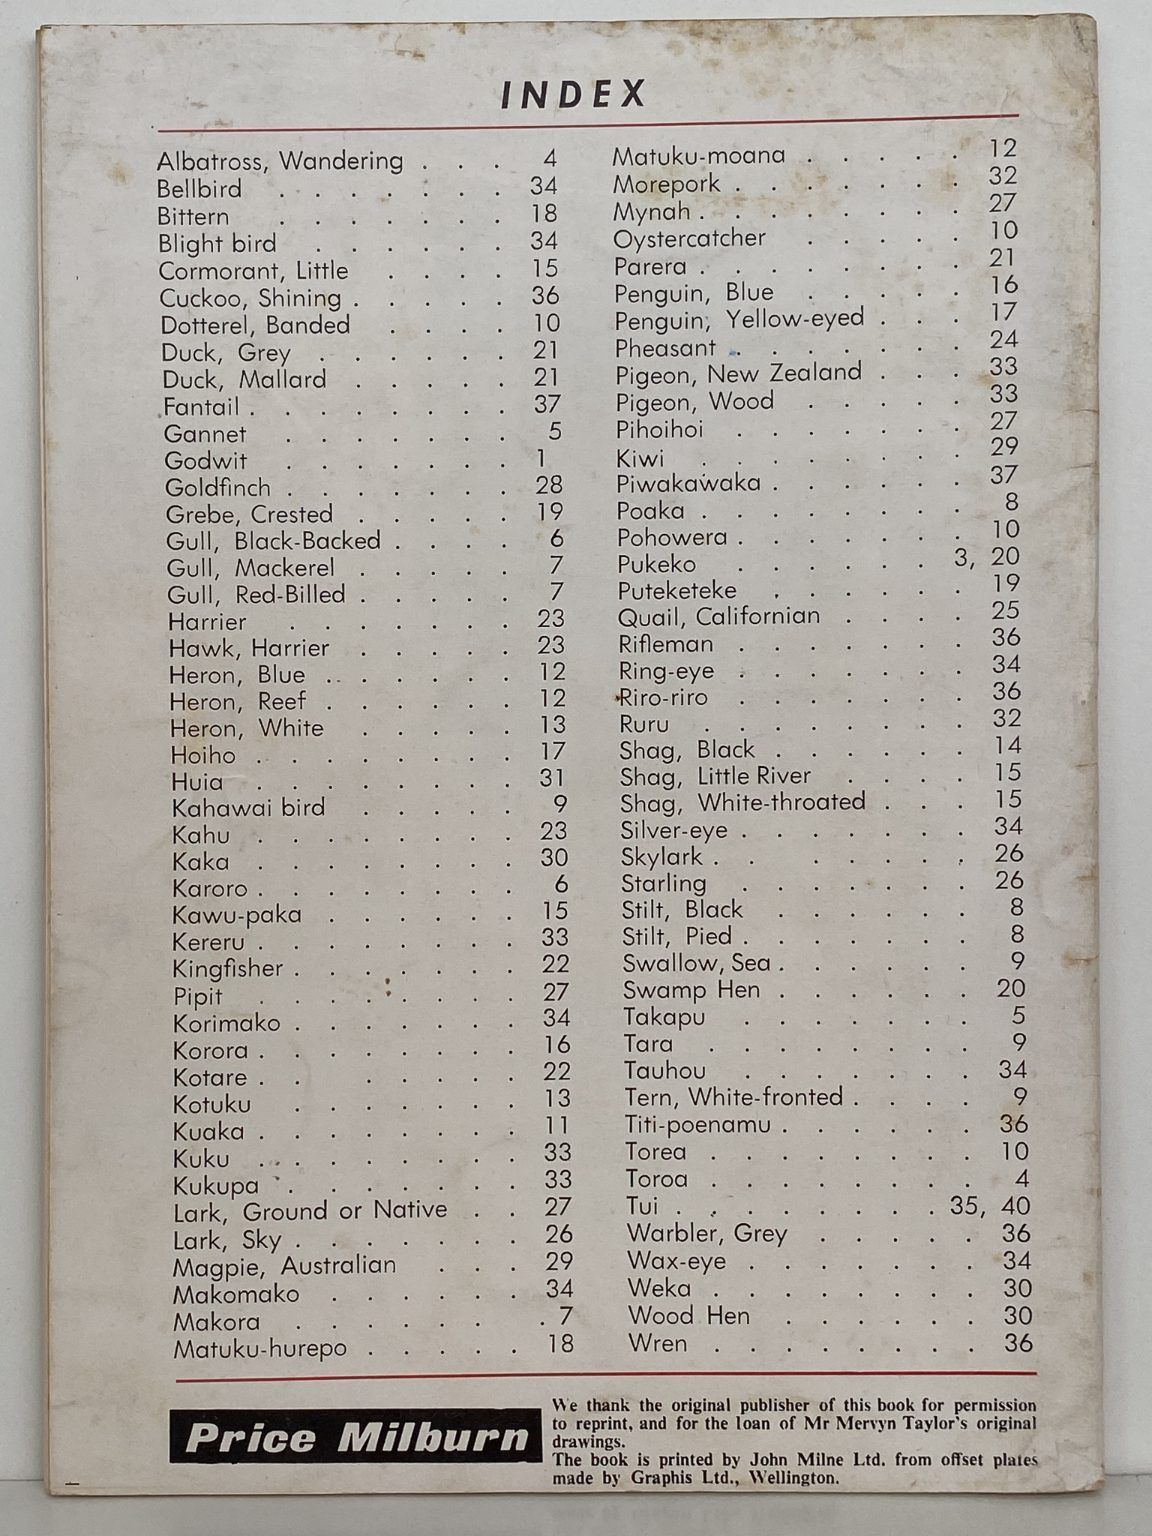 INDEX
Albatross, Wandering . . . 4
Bellbird . . . . . . . 34
Bittern . . . . . . . 18
Blight bird . . . . . . 34
Cormorant, Little . . . . 15
Cuckoo, Shining . . . . . 36
Dotterel, Banded . . . . 10
Duck, Grey . . . . . . 21
Duck, Mallard . . . . . 21
Fantail . . . . . . . . 37
Gannet . . . . . . . 5
Godwit . . . . . . . 1
Goldfinch . . . . . . . 28
Grebe, Crested . . . . . 19
Gull, Black-Backed . . . . 6
Gull, Mackerel . . . . . 7
Gull, Red-Billed . . . . . 7
Harrier . . . . . . . 23
Hawk, Harrier . . . . . 23
Heron, Blue . . . . . . 12
Heron, Reef . . . . . . 12
Heron, White . . . . . 13
Hoiho . . . . . . . . 17
Huia . . . . . . . . 31
Kahawai bird . . . . . 9
Kahu . . . . . . . . 23
Kaka . . . . . . . . 30
Karoro . . . . . . . . 6
Kawu-paka . . . . . . 15
Kereru . . . . . . . . 33
Kingfisher . . . . . . . 22
Pipit . . . . . . . . 27
Korimako . . . . . . . 34
Korora . . . . . . . . 16
Kotare . . . . . . . 22
Kotuku . . . . . . . 13
Kuaka . . . . . . . . 11
Kuku . . . . . . . . 33
Kukupa . . . . . . . 33
Lark, Ground or Native . . 27
Lark, Sky . . . . . . . 26
Magpie, Australian . . . 29
Makomako . . . . . . 34
Makora . . . . . . . 7
Matuku-hurepo . . . . . 18
Matuku-moana . . . . . 12
Morepork . . . . . . . 32
Mynah . . . . . . . . 27
Oystercatcher . . . . . 10
Parera . . . . . . . . 21
Penguin, Blue . . . . . 16
Penguin, Yellow-eyed . . . 17
Pheasant . . . . . . . 24
Pigeon, New Zealand . . . 33
Pigeon, Wood . . . . . 33
Pihoihoi . . . . . . . 27
Kiwi . . . . . . . . 29
Piwakawaka . . . . . . 37
Poaka . . . . . . . . 8
Pohowera . . . . . . . 10
Pukeko . . . . . . 3, 20
Puteketeke . . . . . . 19
Quail, Californian . . . . 25
Rifleman . . . . . . . 36
Ring-eye . . . . . . . 34
Riro-riro . . . . . . . 36
Ruru . . . . . . . . 32
Shag, Black . . . . . . 14
Shag, Little River . . . . 15
Shag, White-throated . . . 15
Silver-eye . . . . . . . 34
Skylark . . . . . . . 26
Starling . . . . . . . 26
Stilt, Black . . . . . . 8
Stilt, Pied . . . . . . . 8
Swallow, Sea . . . . . . 9
Swamp Hen . . . . . . 20
Takapu . . . . . . . 5
Tara . . . . . . . . 9
Tauhou . . . . . . . 34
Tern, White-fronted . . . . 9
Titi-poenamu . . . . . . 36
Torea . . . . . . . . 10
Toroa . . . . . . . . 4
Tui . . . . . . . . 35, 40
Warbler, Grey . . . . . 36
Wax-eye . . . . . . . 34
Weka . . . . . . . . 30
Wood Hen . . . . . . 30
Wren . . . . . . . . 36
Price Milburn
We thank the original publisher of this book for permission
to reprint, and for the loan of Mr Mervyn Taylor's original
drawings.
The book is printed by John Milne Ltd. from offset plates
made by Graphis Ltd., Wellington.